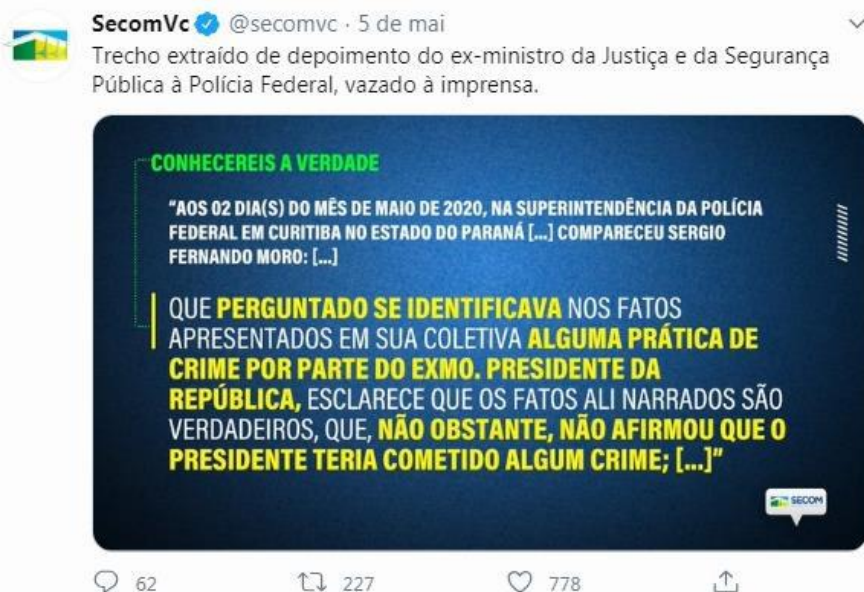 SecomVc @secomvc · 5 de mai
Trecho extraído de depoimento do ex-ministro da Justiça e da Segurança
Pública à Polícia Federal, vazado à imprensa.
CONHECEREIS A VERDADE
"AOS 02 DIA(S) DO MÊS DE MAIO DE 2020, NA SUPERINTENDÊNCIA DA POLÍCIA
FEDERAL EM CURITIBA NO ESTADO DO PARANÁ [...] COMPARECEU SERGIO
FERNANDO MORO: [...]
QUE PERGUNTADO SE IDENTIFICAVA NOS FATOS
APRESENTADOS EM SUA COLETIVA ALGUMA PRÁTICA DE
CRIME POR PARTE DO EXMO. PRESIDENTE DA
REPÚBLICA, ESCLARECE QUE OS FATOS ALI NARRADOS SÃO
VERDADEIROS, QUE, NÃO OBSTANTE, NÃO AFIRMOU QUE O
PRESIDENTE TERIA COMETIDO ALGUM CRIME; [...]"
SECOM
62 227 778